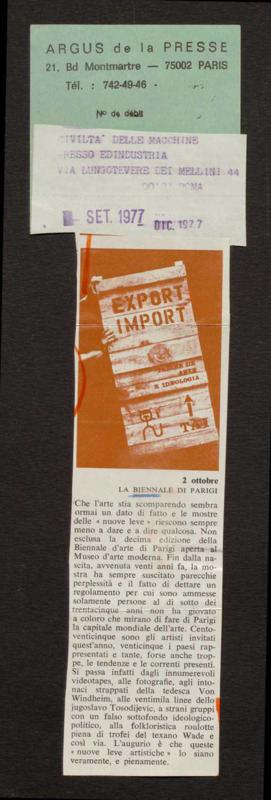 ARGUS de la PRESSE
21, Bd Montmartre — 75002 PARIS
Tél. : 742-49-46 -
N° de débit
CIVILTA' DELLE MACCHINE
PRESSO EDINDUSTRIA
VIA LUNGOTEVERE DEI MELLINI 44
ROMA
SET. 1977
DIC. 1977
EXPORT
IMPORT
ARTE
E IDEOLOGIA
2 ottobre
LA BIENNALE DI PARIGI
Che l'arte stia scomparendo sembra
ormai un dato di fatto e le mostre
delle « nuove leve » riescono sempre
meno a dare e a dire qualcosa. Non
esclusa la decima edizione della
Biennale d'arte di Parigi aperta al
Museo d'arte moderna. Fin dalla na-
scita, avvenuta venti anni fa, la mo-
stra ha sempre suscitato parecchie
perplessità e il fatto di dettare un
regolamento per cui sono ammesse
solamente persone al di sotto dei
trentacinque anni non ha giovato
a coloro che mirano di fare di Parigi
la capitale mondiale dell'arte. Cento-
venticinque sono gli artisti invitati
quest'anno, venticinque i paesi rap-
presentati e tante, forse anche trop-
pe, le tendenze e le correnti presenti.
Si passa infatti dagli innumerevoli
videotapes, alle fotografie, agli into-
naci strappati della tedesca Von
Windheim, alle ventimila linee dello
jugoslavo Tosodijevic, a strani gruppi
con un falso sottofondo ideologico-
politico, alla folkloristica roulotte
piena di trofei del texano Wade e
così via. L'augurio è che queste
« nuove leve artistiche » lo siano
veramente, e pienamente.